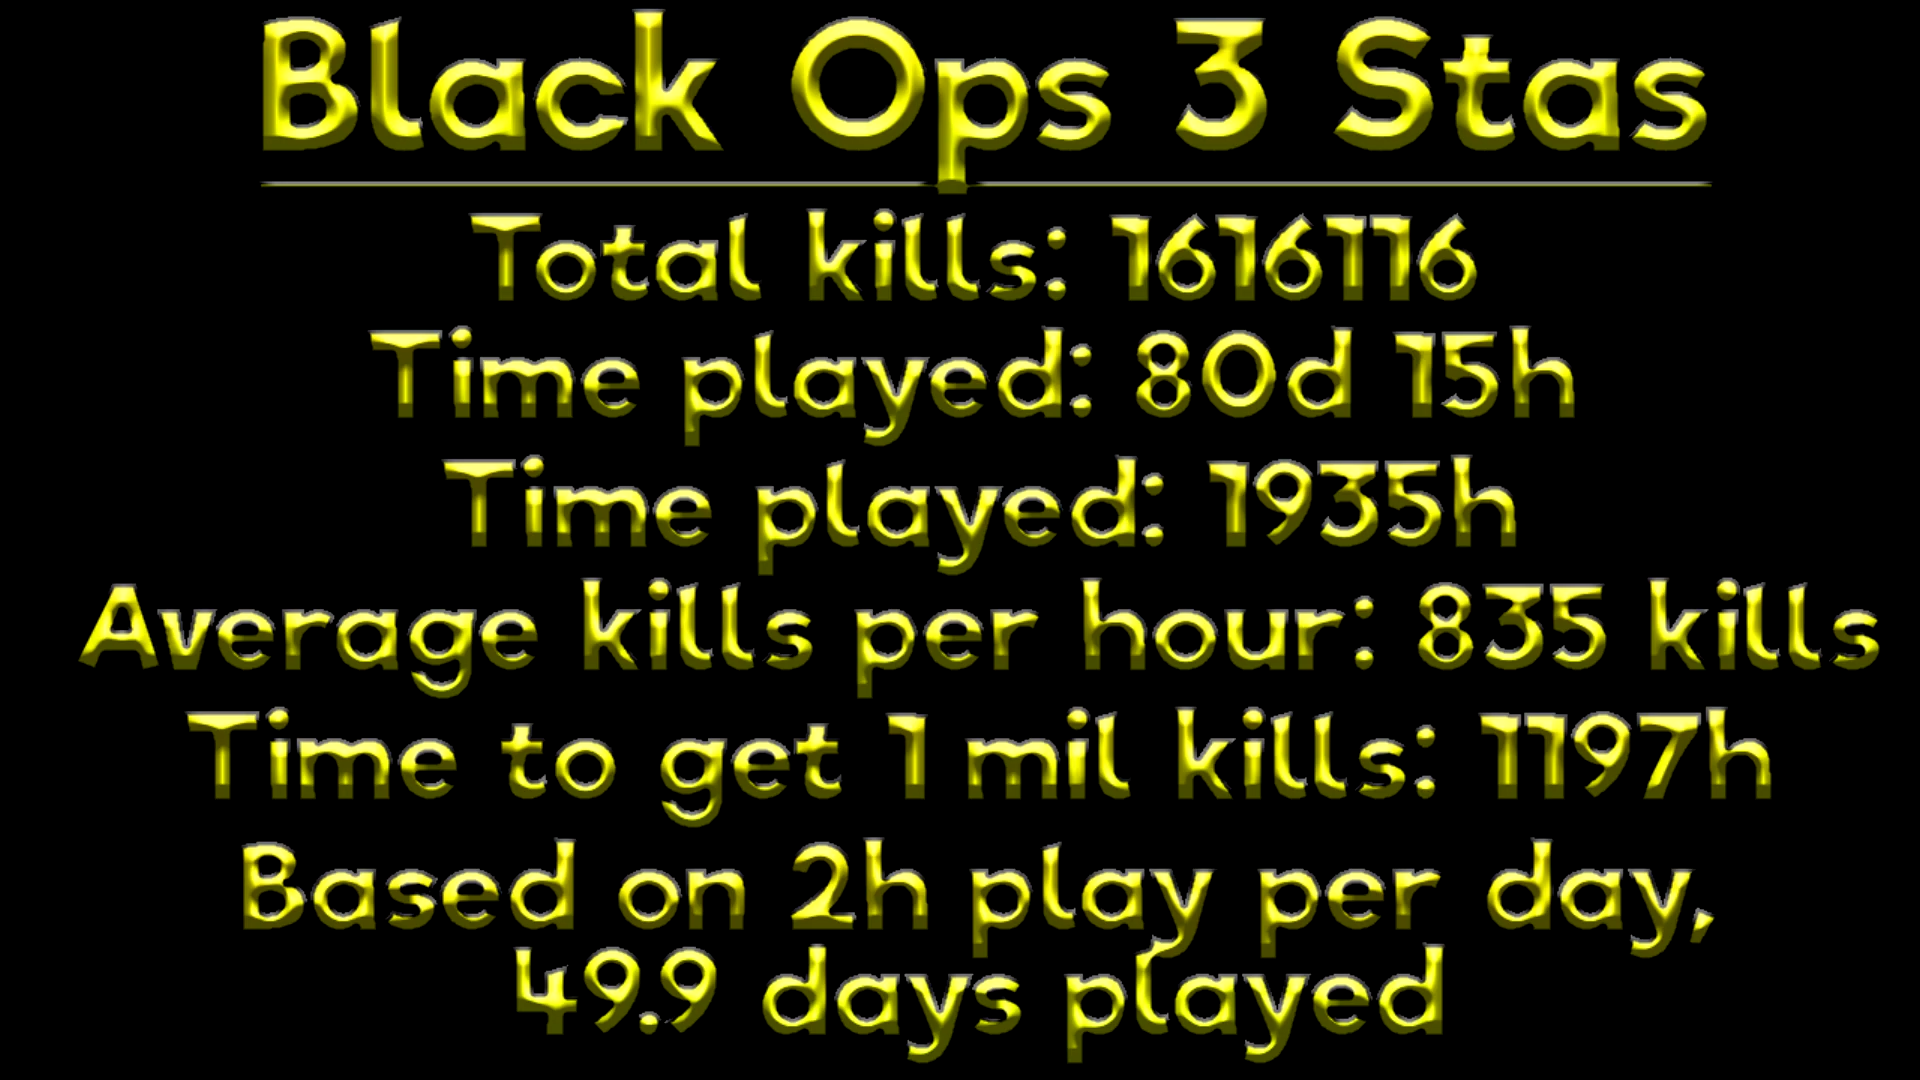 Black Ops 3 Stas
Total kills: 1616116
Time played: 80d 15h
Time played: 1935h
Average kills per hour: 835 kills
Time to get 1 mil kills: 1197h
Based on 2h play per day,
49.9 days played